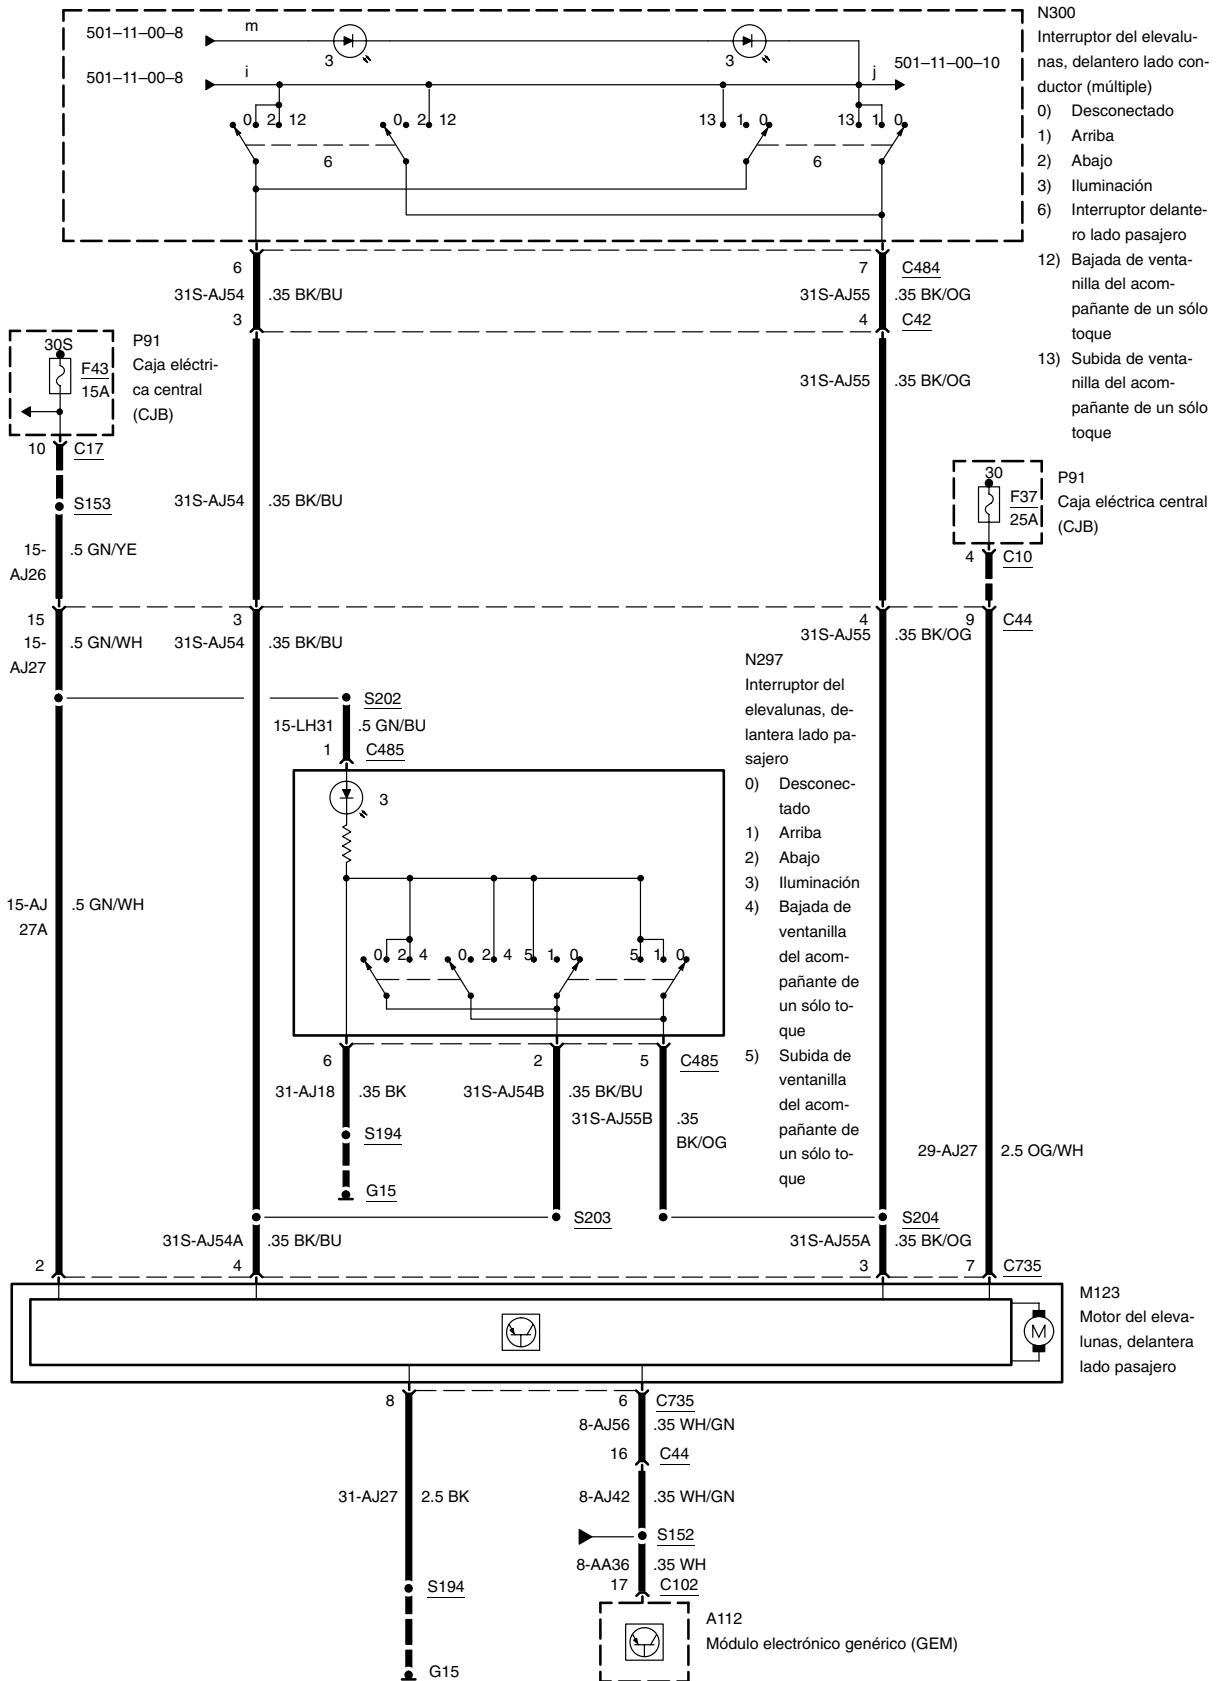 501–11–00–8
m
3
3
501–11–00–8
i
j
501–11–00–10
0 2 12
0 2 12
13 1 0
13 1 0
6
6
N300
Interruptor del elevalu-
nas, delantero lado con-
ductor (múltiple)
0) Desconectado
1) Arriba
2) Abajo
3) Iluminación
6) Interruptor delante-
ro lado pasajero
12) Bajada de venta-
nilla del acom-
pañante de un sólo
toque
13) Subida de venta-
nilla del acom-
pañante de un sólo
toque
6
7 C484
31S-AJ54 .35 BK/BU
31S-AJ55 .35 BK/OG
3
4 C42
30S
F43
15A
P91
Caja eléctri-
ca central
(CJB)
31S-AJ55 .35 BK/OG
10 C17
S153
31S-AJ54 .35 BK/BU
30
F37
25A
P91
Caja eléctrica central
(CJB)
15-
AJ26
.5 GN/YE
4 C10
15
3
4
9 C44
15-
AJ27
.5 GN/WH
31S-AJ54 .35 BK/BU
31S-AJ55 .35 BK/OG
S202
15-LH31 .5 GN/BU
1 C485
3
N297
Interruptor del
elevalunas, de-
lantera lado pa-
sajero
0) Desconec-
tado
1) Arriba
2) Abajo
3) Iluminación
4) Bajada de
ventanilla
del acom-
pañante de
un sólo to-
que
5) Subida de
ventanilla
del acom-
pañante de
un sólo to-
que
15-AJ
27A
.5 GN/WH
0 2 4
0 2 4
5 1 0
5 1 0
6
2
5 C485
31-AJ18 .35 BK
31S-AJ54B .35 BK/BU
31S-AJ55B .35
BK/OG
S194
G15
29-AJ27 2.5 OG/WH
S203
S204
31S-AJ54A .35 BK/BU
31S-AJ55A .35 BK/OG
2
4
3
7 C735
M
M123
Motor del eleva-
lunas, delantera
lado pasajero
8
6 C735
8-AJ56 .35 WH/GN
16 C44
31-AJ27 2.5 BK
8-AJ42 .35 WH/GN
S152
8-AA36 .35 WH
17 C102
S194
G15
A112
Módulo electrónico genérico (GEM)